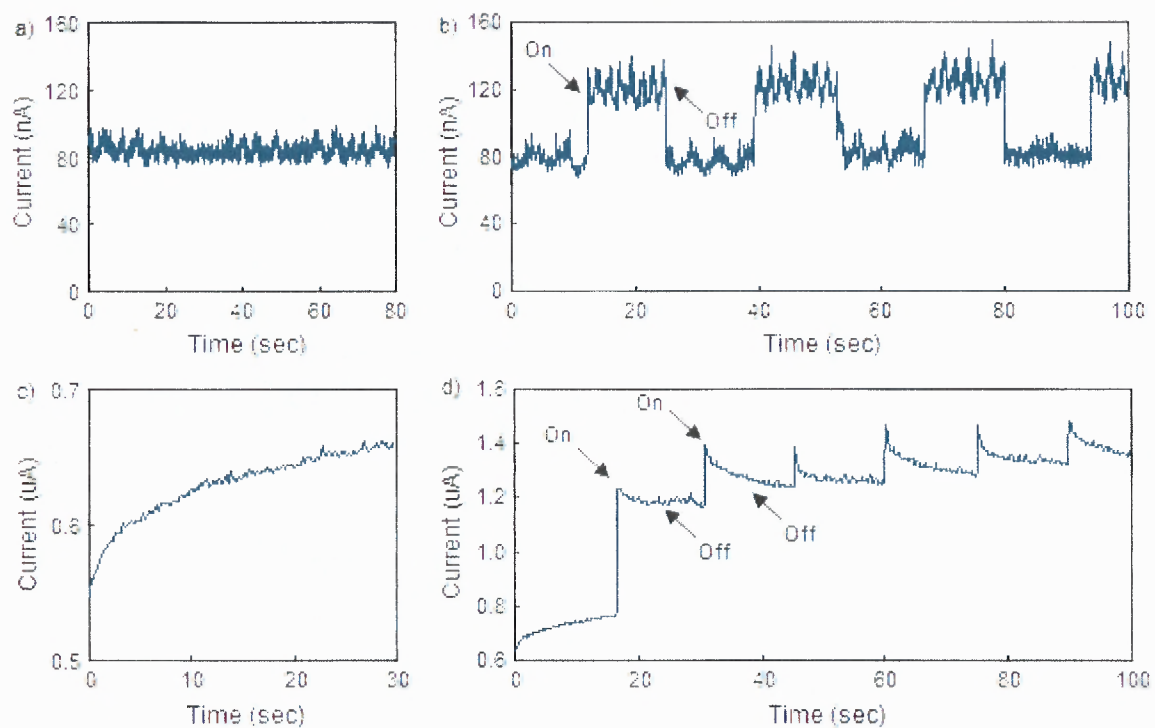 a)
160
120
80
40
0
Current (nA)
0 20 40 60 80
Time (sec)
b)
160
120
80
40
0
Current (nA)
On
Off
0 20 40 60 80 100
Time (sec)
c)
0.7
0.6
0.5
Current (uA)
0 10 20 30
Time (sec)
d)
1.6
1.4
1.2
1.0
0.8
0.6
Current (uA)
On
On
Off
Off
0 20 40 60 80 100
Time (sec)